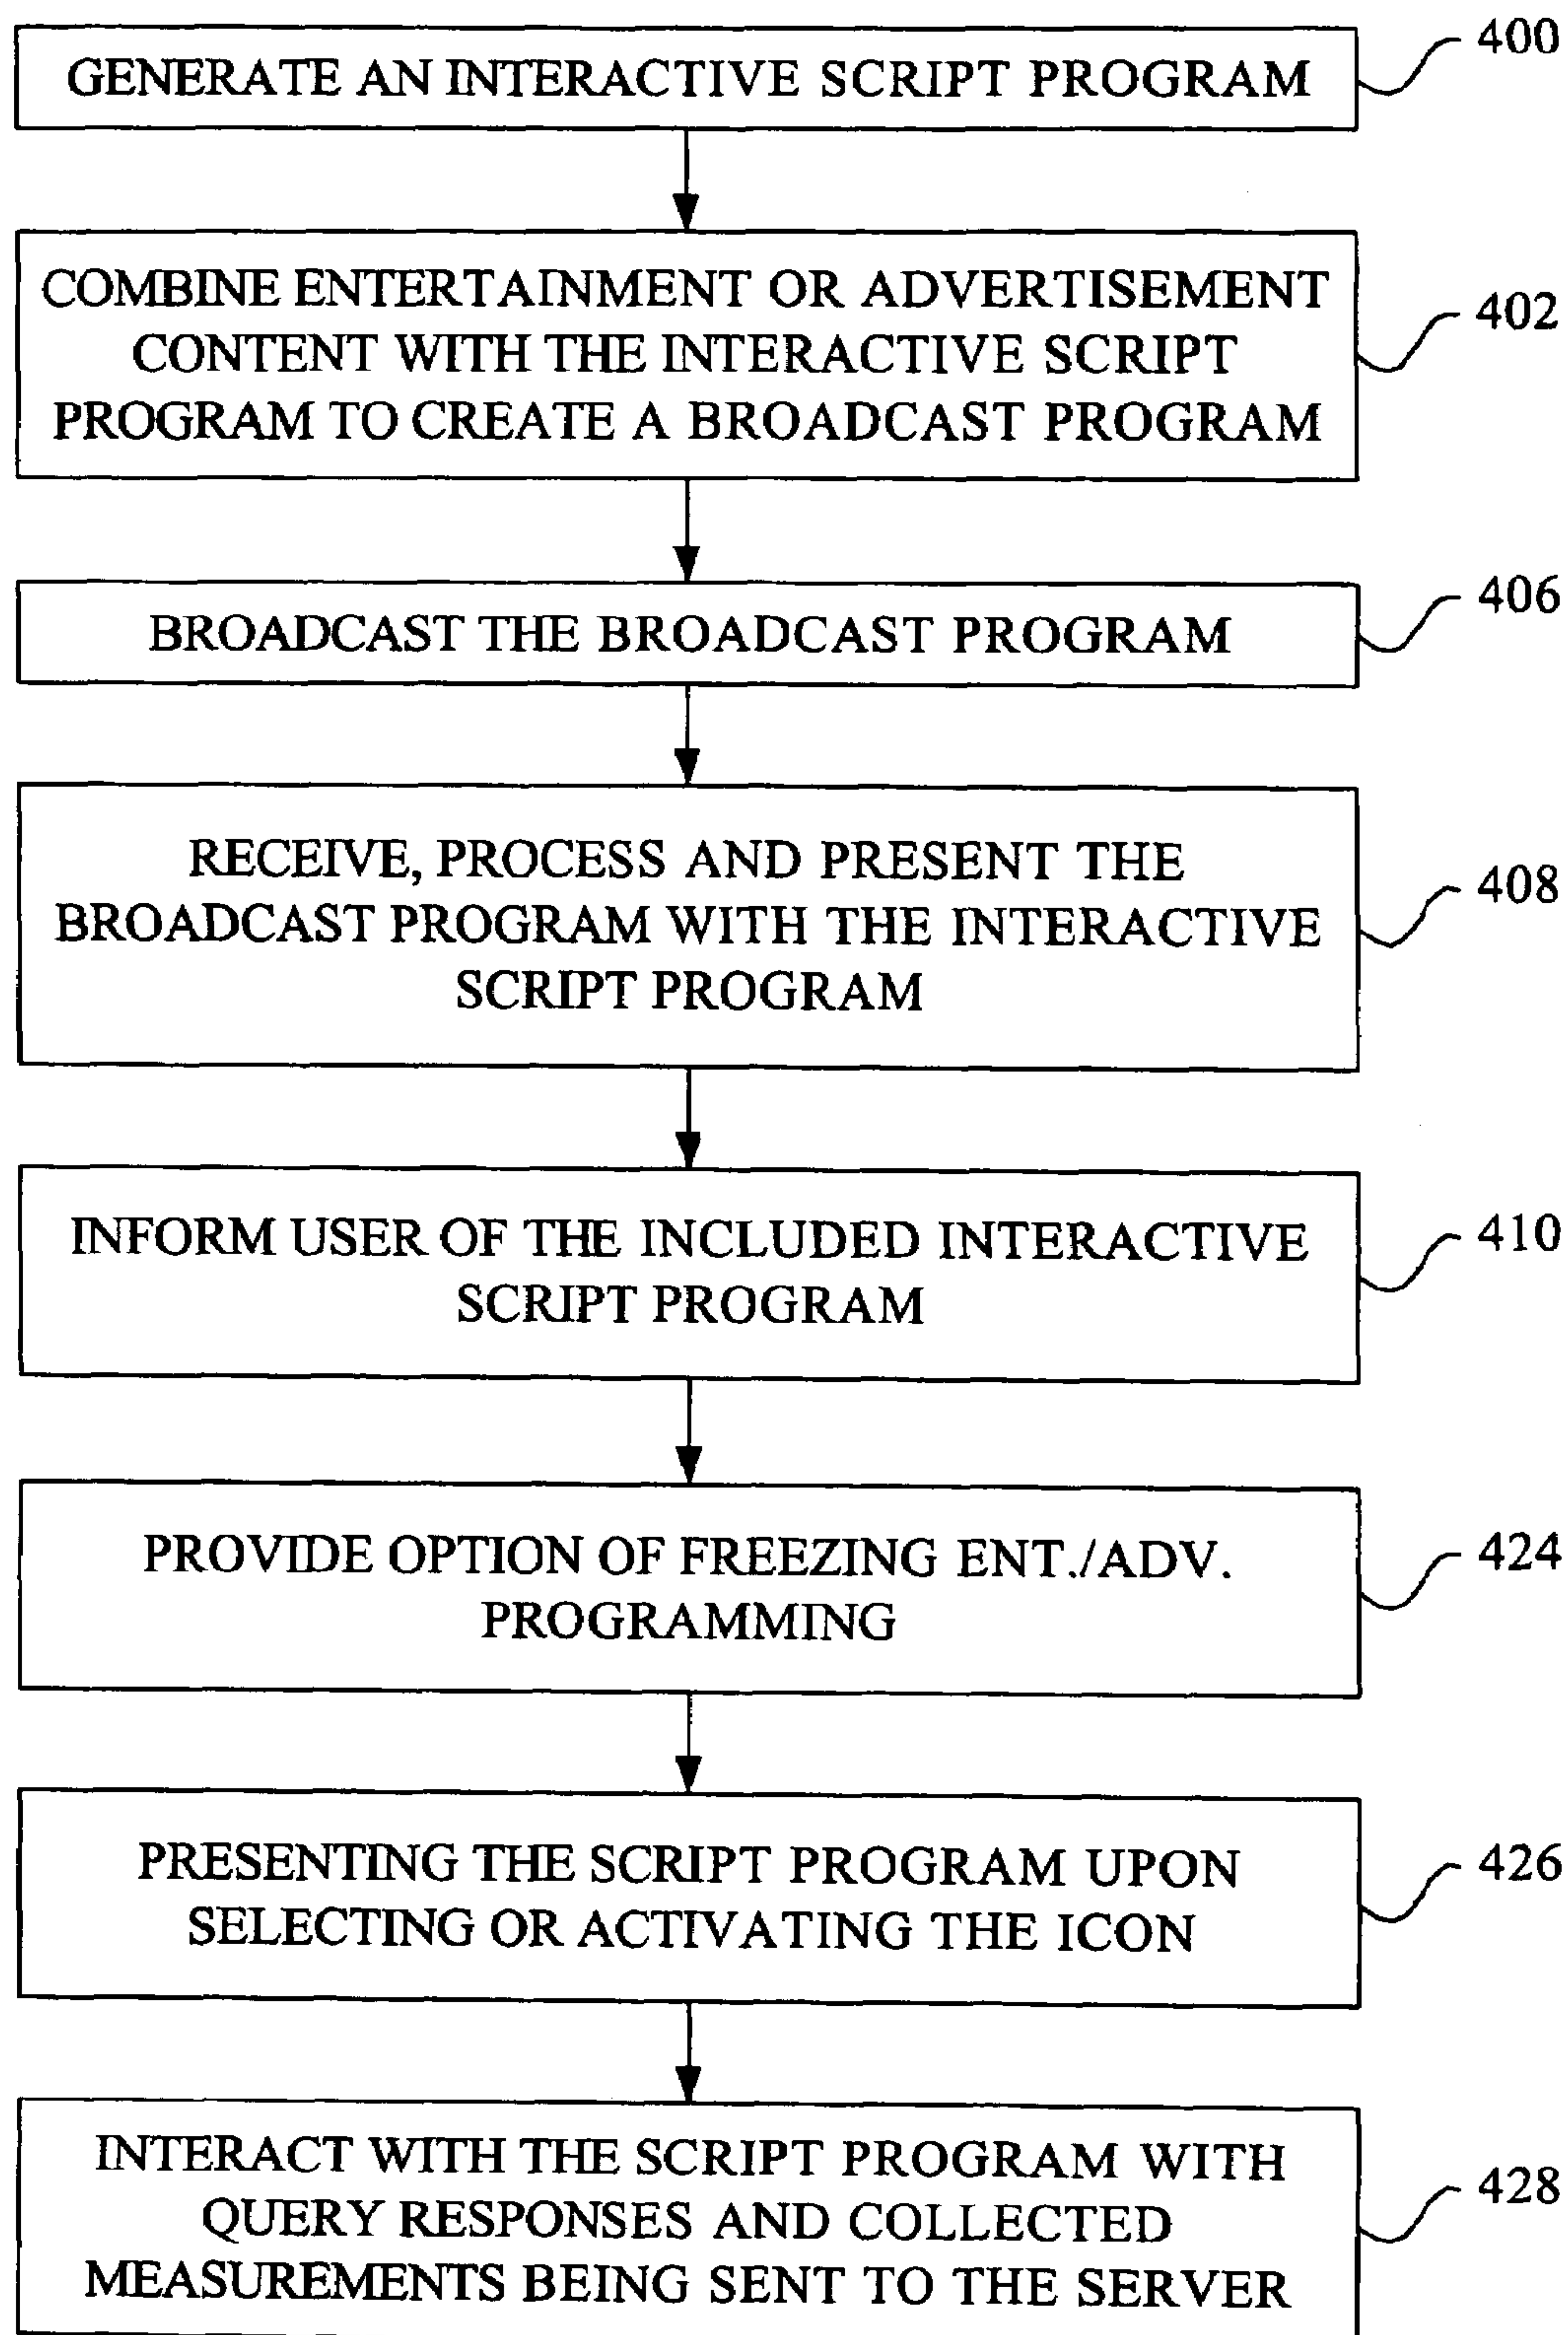 GENERATE AN INTERACTIVE SCRIPT PROGRAM
400
COMBINE ENTERTAINMENT OR ADVERTISEMENT
CONTENT WITH THE INTERACTIVE SCRIPT
PROGRAM TO CREATE A BROADCAST PROGRAM
402
BROADCAST THE BROADCAST PROGRAM
406
RECEIVE, PROCESS AND PRESENT THE
BROADCAST PROGRAM WITH THE INTERACTIVE
SCRIPT PROGRAM
408
INFORM USER OF THE INCLUDED INTERACTIVE
SCRIPT PROGRAM
410
PROVIDE OPTION OF FREEZING ENT./ADV.
PROGRAMMING
424
PRESENTING THE SCRIPT PROGRAM UPON
SELECTING OR ACTIVATING THE ICON
426
INTERACT WITH THE SCRIPT PROGRAM WITH
QUERY RESPONSES AND COLLECTED
MEASUREMENTS BEING SENT TO THE SERVER
428